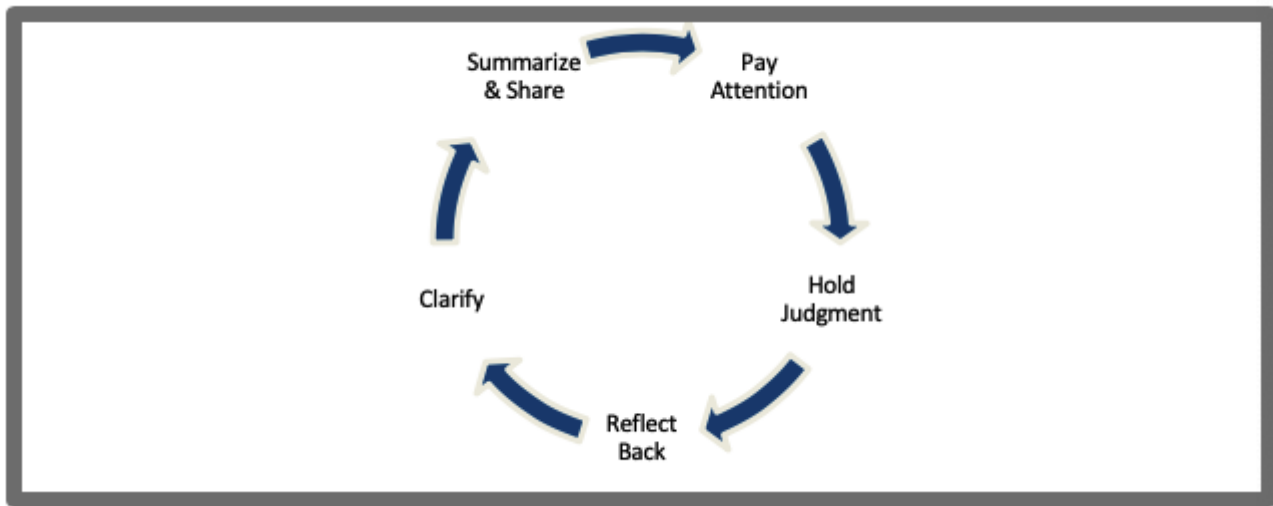 Summarize
& Share
Pay
Attention
Hold
Judgment
Reflect
Back
Clarify